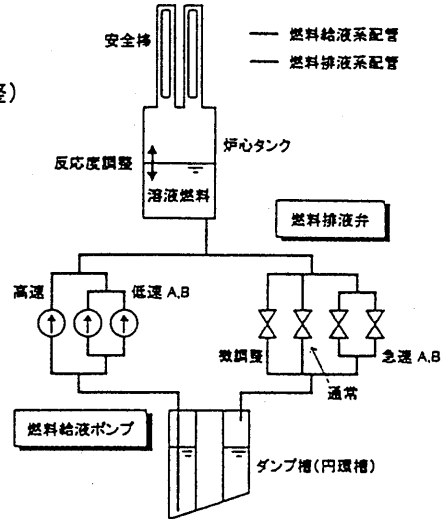 安全棒
燃料給液系配管
燃料排液系配管
整)
炉心タンク
反応度調整
溶液燃料
燃料排液弁
高速
低速 A,B
微調整
急速 A,B
通常
燃料給液ポンプ
ダンプ槽(円環槽)